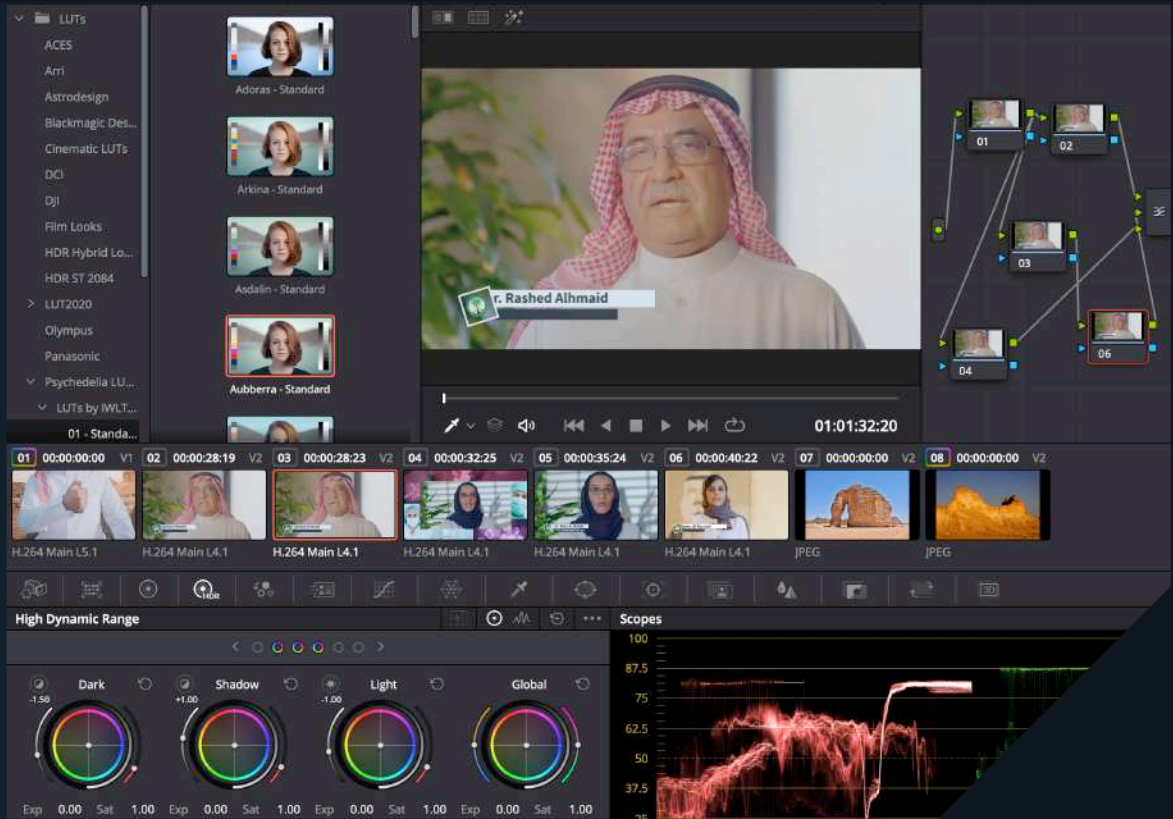 LUTs
ACES
Arri
Astrodesign
Blackmagic Des...
Cinematic LUTs
DCI
DJI
Film Looks
HDR Hybrid Lo...
HDR ST 2084
LUT2020
Olympus
Panasonic
Psychedelia LU...
LUTs by IWLT...
01 - Standa...
Adoras - Standard
Arkina - Standard
Asdalin - Standard
Aubberra - Standard
r. Rashed Alhmaid
01:01:32:20
01
02
03
04
06
01 00:00:00:00 V1
02 00:00:28:19 V2
03 00:00:28:23 V2
04 00:00:32:25 V2
05 00:00:35:24 V2
06 00:00:40:22 V2
07 00:00:00:00 V2
08 00:00:00:00 V2
H.264 Main L5.1
H.264 Main L4.1
H.264 Main L4.1
H.264 Main L4.1
H.264 Main L4.1
H.264 Main L4.1
JPEG
JPEG
HDR
3D
High Dynamic Range
Dark
-1.50
Shadow
+1.00
Light
-1.00
Global
Exp 0.00 Sat 1.00
Exp 0.00 Sat 1.00
Exp 0.00 Sat 1.00
Exp 0.00 Sat 1.00
Scopes
100
87.5
75
62.5
50
37.5
25